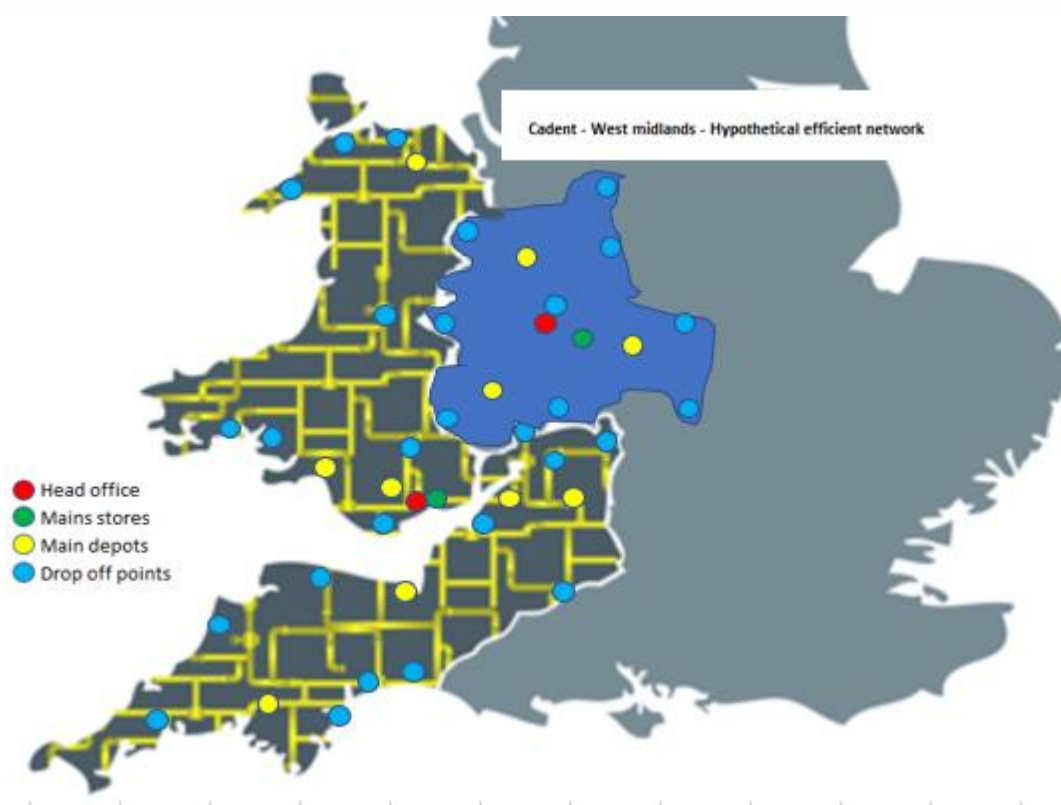 Cadent - West midlands - Hypothetical efficient network
Head office
Mains stores
Main depots
Drop off points